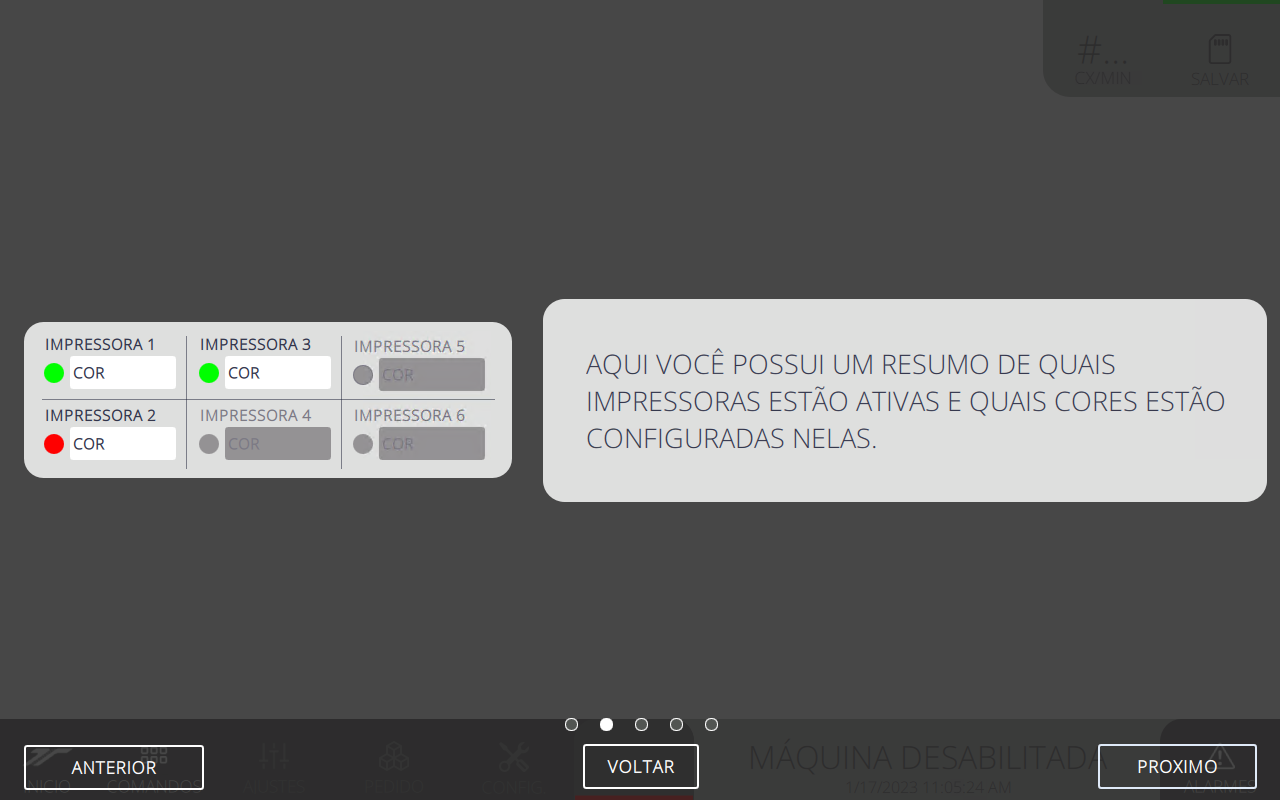 #...
CX/MIN
SALVAR
IMPRESSORA 1
COR
IMPRESSORA 3
COR
IMPRESSORA 5
COR
IMPRESSORA 2
COR
IMPRESSORA 4
COR
IMPRESSORA 6
COR
AQUI VOCÊ POSSUI UM RESUMO DE QUAIS
IMPRESSORAS ESTÃO ATIVAS E QUAIS CORES ESTÃO
CONFIGURADAS NELAS.
ANTERIOR
INICIO
COMANDOS
AJUSTES
PEDIDO
CONFIG
VOLTAR
MÁQUINA DESABILITADA
1/17/2023 11:05:24 AM
PROXIMO
ALARMES